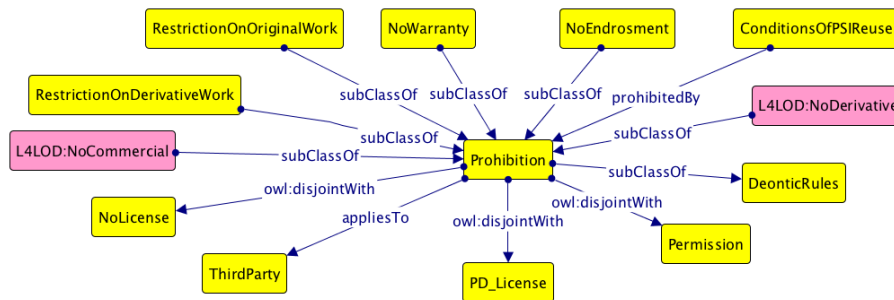 RestrictionOnOriginalWork
NoWarranty
NoEndrosment
ConditionsOfPSIReuse
RestrictionOnDerivativeWork
subClassOf
subClassOf
subClassOf
prohibitedBy
L4LOD:NoDerivative
L4LOD:NoCommercial
subClassOf
subClassOf
subClassOf
Prohibition
subClassOf
DeonticRules
owl:disjointWith
owl:disjointWith
NoLicense
appliesTo
owl:disjointWith
Permission
ThirdParty
PD_License